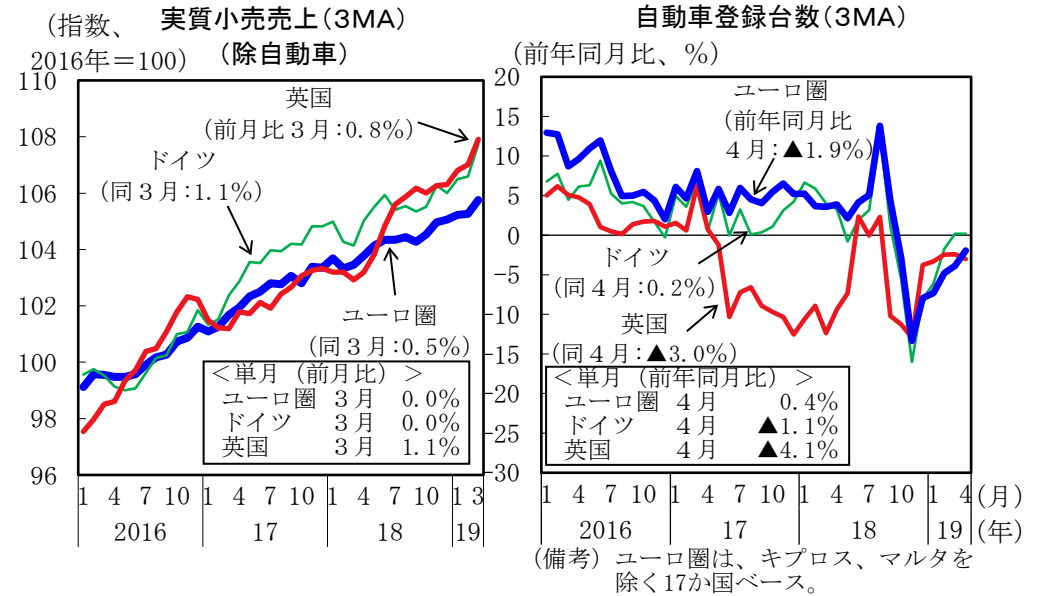 実質小売売上（3MA）
（除自動車）
（指数、
2016年＝100）
110
108
106
104
102
100
98
96
英国
（前月比３月：0.8%）
ドイツ
（同３月：1.1%）
ユーロ圏
（同３月：0.5%）
＜単月（前月比）＞
ユーロ圏 ３月 0.0%
ドイツ ３月 0.0%
英国 ３月 1.1%
1 4 7 10 1 4 7 10 1 4 7 10 1 3
2016 17 18 19
自動車登録台数（3MA）
（前年同月比、%）
20
15
10
5
0
-5
-10
-15
-20
-25
-30
ユーロ圏
（前年同月比
４月：▲1.9%）
ドイツ
（同４月：0.2%）
英国
（同４月：▲3.0%）
＜単月（前年同月比）＞
ユーロ圏 ４月 0.4%
ドイツ ４月 ▲1.1%
英国 ４月 ▲4.1%
1 4 7 10 1 4 7 10 1 4 7 10 1 4（月）
2016 17 18 19（年）
（備考）ユーロ圏は、キプロス、マルタを
除く17か国ベース。